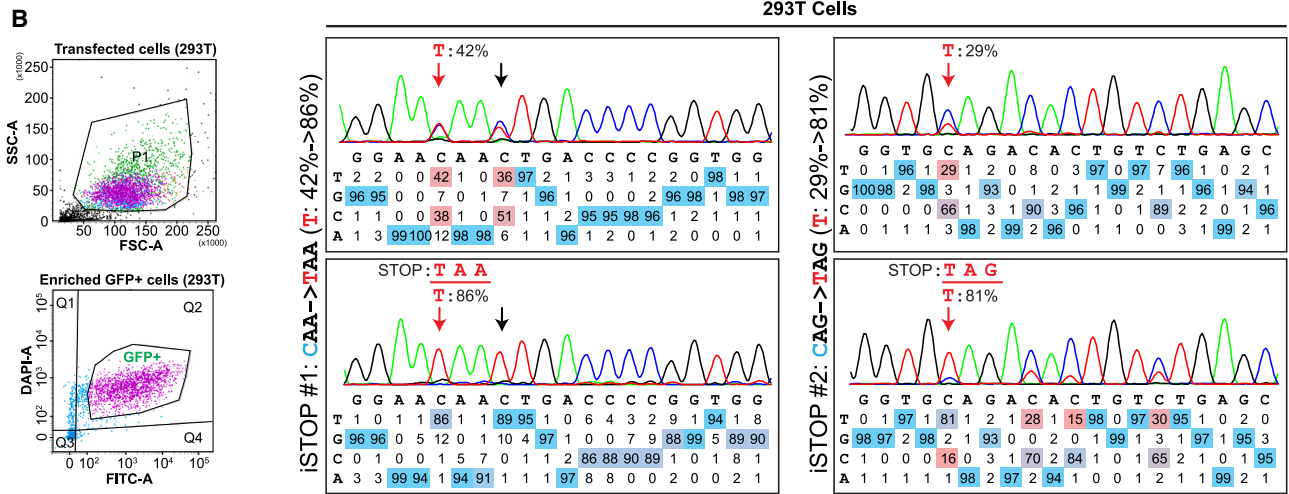 B
293T Cells
Transfected cells (293T)
(x1000)
250
200
150
100
50
0
SSC-A
P1
50 100 150 200 250
(x1000)
FSC-A
Enriched GFP+ cells (293T)
Q1
Q2
Q3
Q4
GFP+
10⁵
10⁴
10³
10²
0
DAPI-A
0 10² 10³ 10⁴ 10⁵
FITC-A
iSTOP #1: CAA->TAA (T: 42%->86%)
T: 42%
G G A A C A A C T G A C C C C G G T G G
T 2 2 0 0 42 1 0 36 97 2 1 1 3 1 2 2 0 98 1 1
G 96 95 0 0 7 0 1 7 1 96 1 0 0 0 0 96 98 1 98 97
C 1 1 0 0 38 1 0 51 1 1 2 95 95 98 96 2 1 1 1 1
A 1 3 99 100 12 98 98 6 1 1 96 2 1 2 0 1 2 0 0 1
STOP: TAA
T: 86%
G G A A C A A C T G A C C C C G G T G G
T 1 0 1 1 86 1 2 89 95 1 0 6 4 3 2 9 1 94 1 8
G 96 96 0 5 12 0 1 10 4 97 1 0 0 7 9 88 99 5 89 90
C 0 1 0 0 1 1 5 0 0 1 2 86 88 90 89 1 0 1 8 1
A 3 3 99 94 1 94 91 1 1 1 97 8 8 0 0 2 0 0 2 1
iSTOP #2: CAG->TAG (T: 29%->81%)
T: 29%
G G T G C A G A C A C T G T C T G A G C
T 0 1 96 1 29 1 2 0 8 0 3 97 0 97 7 96 1 0 2 1
G 100 98 2 98 3 1 93 0 1 2 1 1 99 2 1 1 96 1 94 1
C 0 0 0 0 66 1 3 1 90 3 96 1 0 1 89 2 2 0 1 96
A 0 1 1 1 3 98 2 99 2 96 0 1 1 0 3 1 1 99 2 1
STOP: TAG
T: 81%
G G T G C A G A C A C T G T C T G A G C
T 1 0 97 1 81 1 2 1 28 1 15 98 0 97 30 95 1 0 2 0
G 98 97 2 98 2 1 93 0 0 2 0 1 99 1 3 1 97 1 95 3
C 0 1 0 0 16 0 3 1 70 2 84 1 0 1 65 2 1 0 1 95
A 1 1 1 1 1 98 2 97 2 94 1 0 1 1 2 1 1 99 2 1